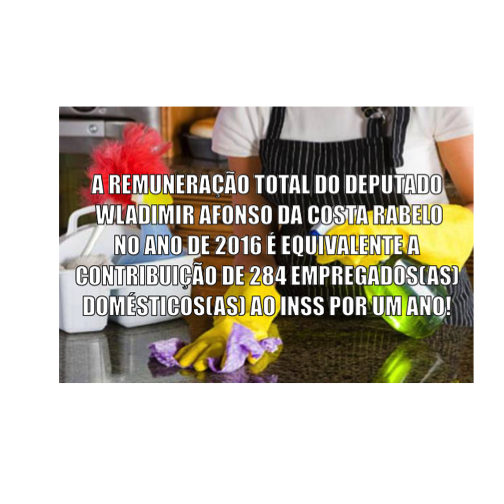 A REMUNERAÇÃO TOTAL DO DEPUTADO
WLADIMIR AFONSO DA COSTA RABELO
NO ANO DE 2016 É EQUIVALENTE A
CONTRIBUIÇÃO DE 284 EMPREGADOS(AS)
DOMÉSTICOS(AS) AO INSS POR UM ANO!